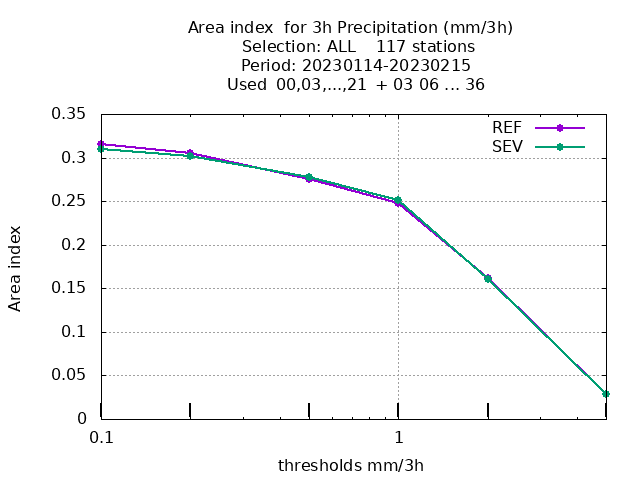 Area index  for 3h Precipitation (mm/3h)
Selection: ALL    117 stations
Period: 20230114-20230215
Used  00,03,...,21  + 03 06 ... 36
REF
SEV
0.35
0.3
0.25
0.2
0.15
0.1
0.05
0
Area index
0.1
1
thresholds mm/3h